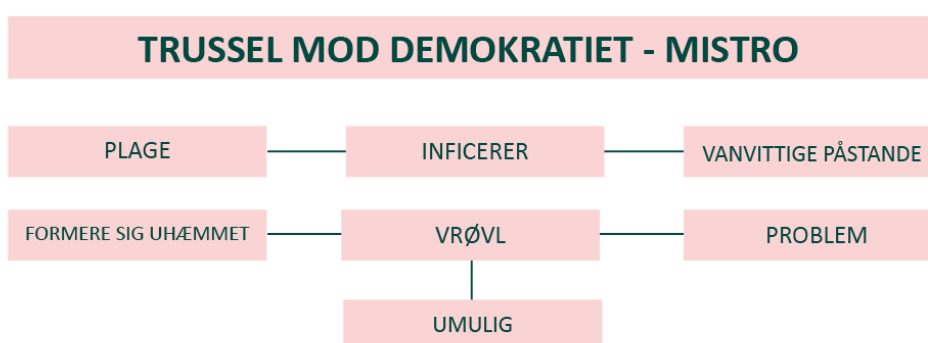 TRUSSEL MOD DEMOKRATIET - MISTRO
PLAGE
INFICERER
VANVITTIGE PÅSTANDE
FORMERE SIG UHÆMMET
VRØVL
PROBLEM
UMULIG